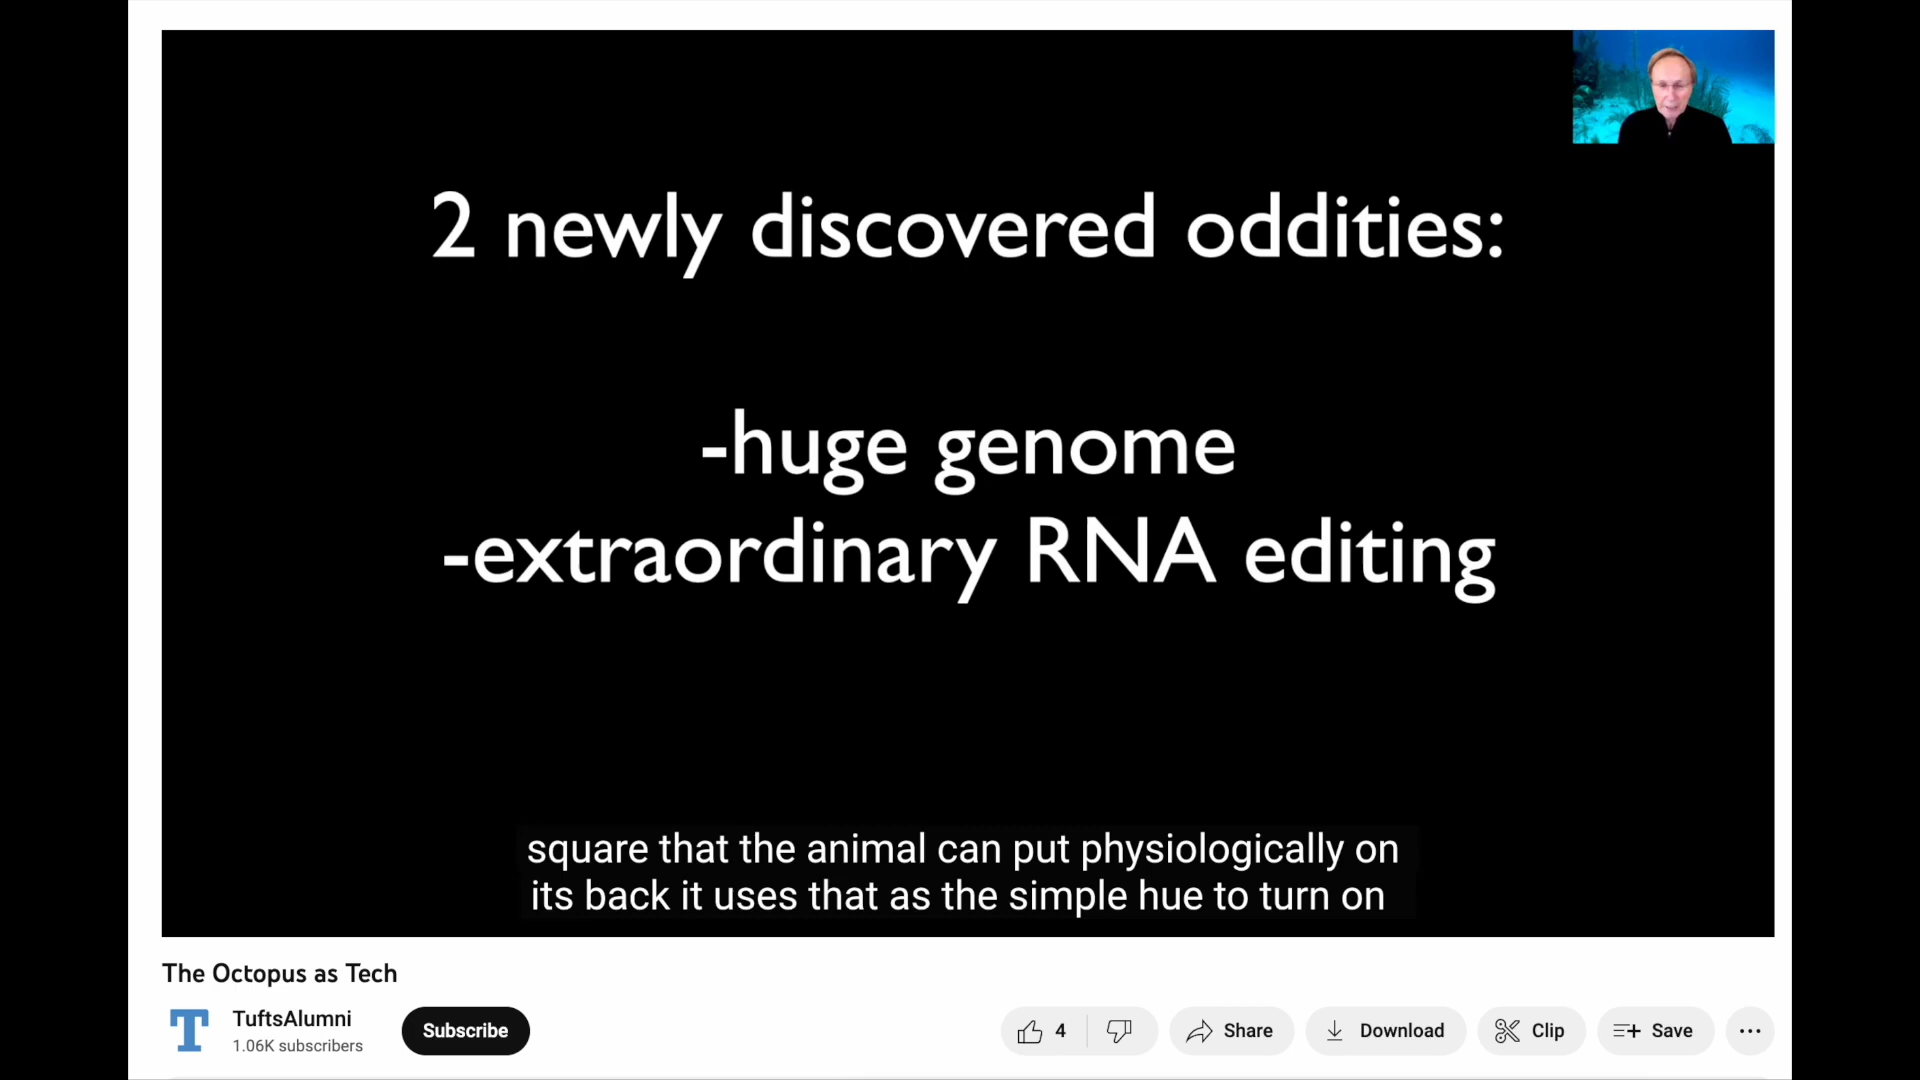 2 newly discovered oddities:
-huge genome
-extraordinary RNA editing
square that the animal can put physiologically on
its back it uses that as the simple hue to turn on
The Octopus as Tech
T
TuftsAlumni
1.06K subscribers
Subscribe
4
Share
Download
Clip
Save